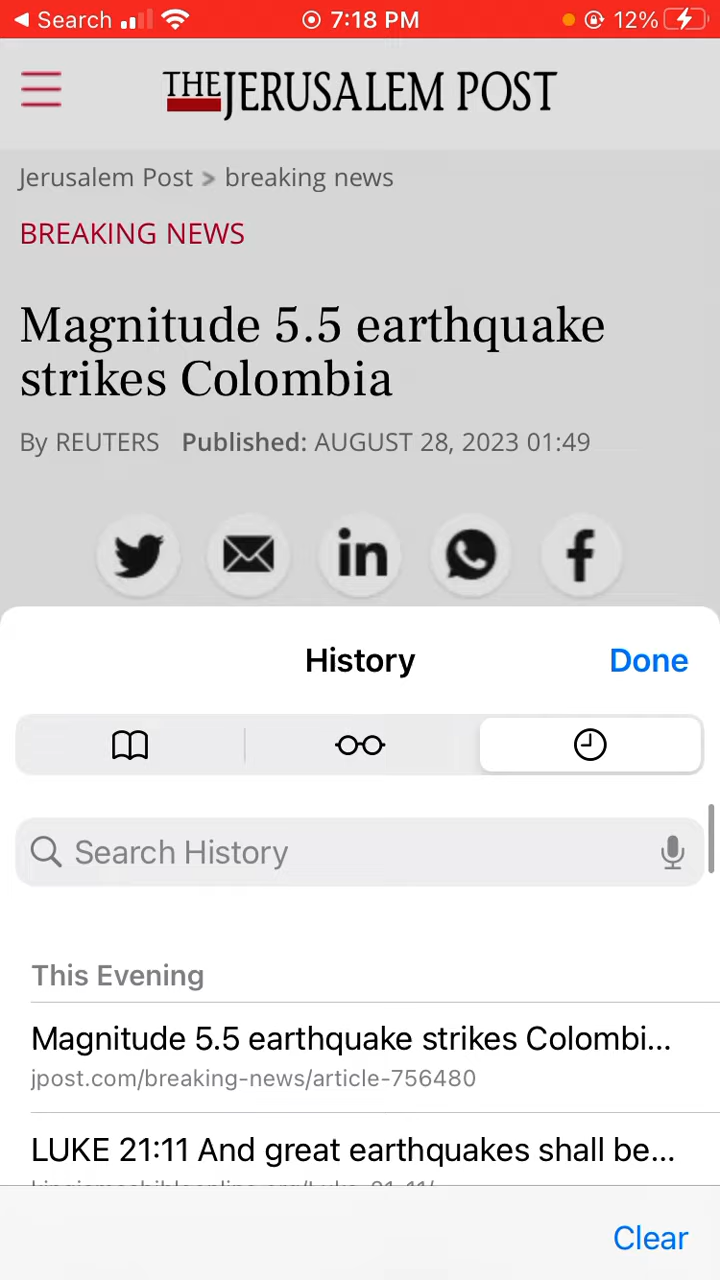 Search 7:18 PM 12%
THE JERUSALEM POST
Jerusalem Post > breaking news
BREAKING NEWS
Magnitude 5.5 earthquake
strikes Colombia
By REUTERS Published: AUGUST 28, 2023 01:49
History Done
Search History
This Evening
Magnitude 5.5 earthquake strikes Colombi...
jpost.com/breaking-news/article-756480
LUKE 21:11 And great earthquakes shall be...
Clear